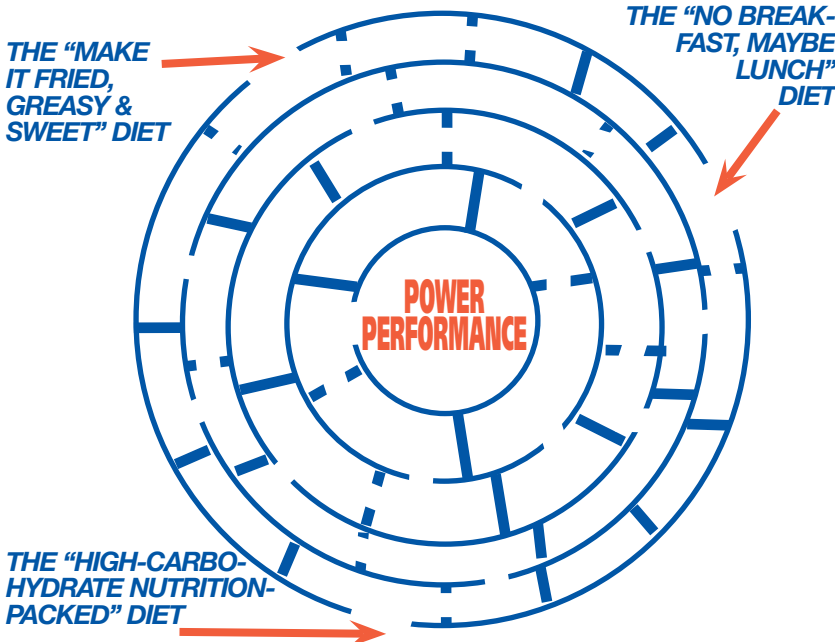 THE “MAKE
IT FRIED,
GREASY &
SWEET” DIET
THE “NO BREAK-
FAST, MAYBE
LUNCH”
DIET
POWER
PERFORMANCE
THE “HIGH-CARBO-
HYDRATE NUTRITION-
PACKED” DIET